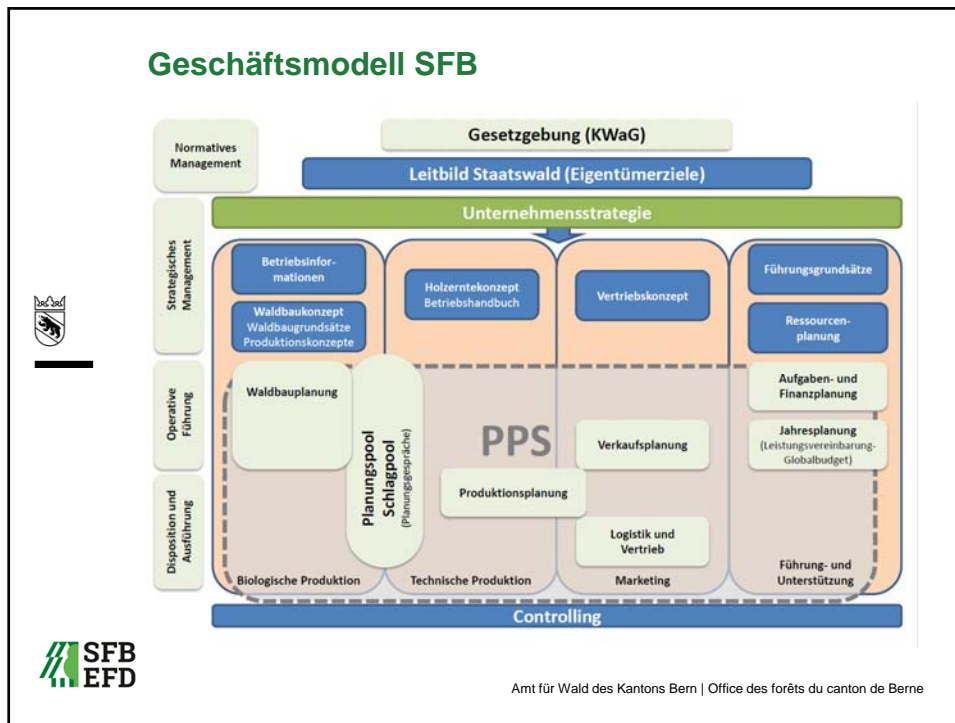 Geschäftsmodell SFB
Normatives
Management
Gesetzgebung (KWaG)
Leitbild Staatswald (Eigentümerziele)
Unternehmensstrategie
Strategisches
Management
Betriebsinfor-
mationen
Waldbaukonzept
Waldbaugrundsätze
Produktionskonzepte
Holzerntekonzept
Betriebshandbuch
Vertriebskonzept
Führungsgrundsätze
Ressourcen-
planung
Operative
Führung
Waldbauplanung
Planungspool
Schlagpool
(Planungsgespräche)
PPS
Verkaufsplanung
Aufgaben- und
Finanzplanung
Jahresplanung
(Leistungsvereinbarung-
Globalbudget)
Disposition und
Ausführung
Produktionsplanung
Logistik und
Vertrieb
Biologische Produktion
Technische Produktion
Marketing
Führung- und
Unterstützung
Controlling
SFB
EFD
Amt für Wald des Kantons Bern | Office des forêts du canton de Berne